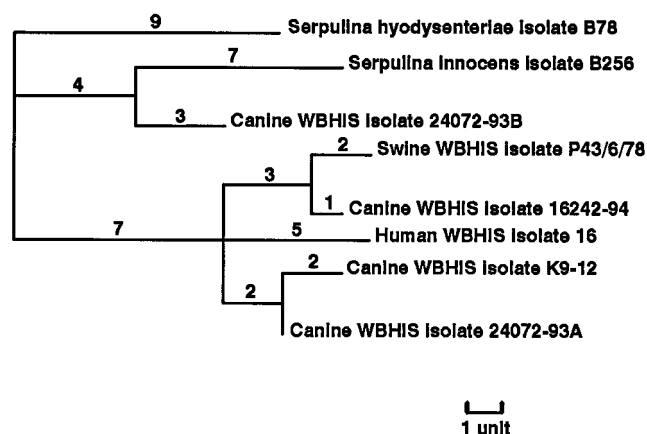 9
Serpulina hyodysenteriae isolate B78
7
Serpulina innocens isolate B256
4
3
Canine WBHIS isolate 24072-93B
2
Swine WBHIS isolate P43/6/78
3
1
Canine WBHIS isolate 16242-94
7
5
Human WBHIS isolate 16
2
Canine WBHIS isolate K9-12
2
Canine WBHIS isolate 24072-93A
1 unit